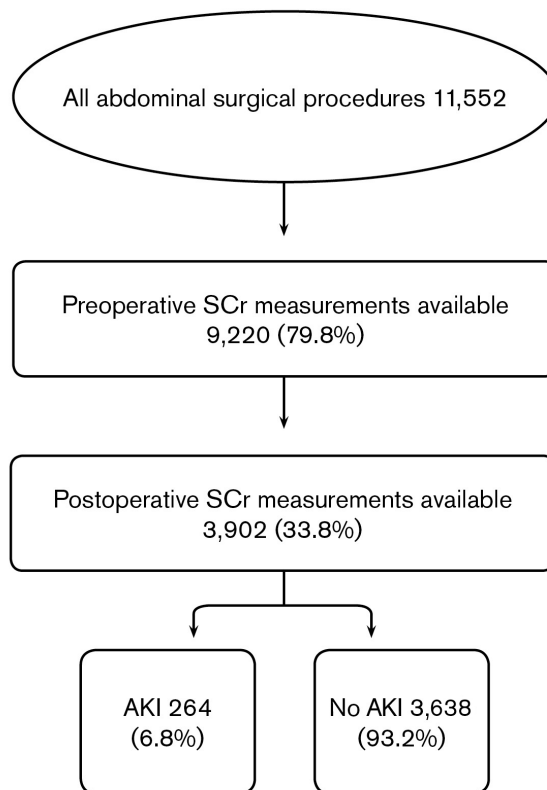 All abdominal surgical procedures 11,552
Preoperative SCr measurements available
9,220 (79.8%)
Postoperative SCr measurements available
3,902 (33.8%)
AKI 264
(6.8%)
No AKI 3,638
(93.2%)